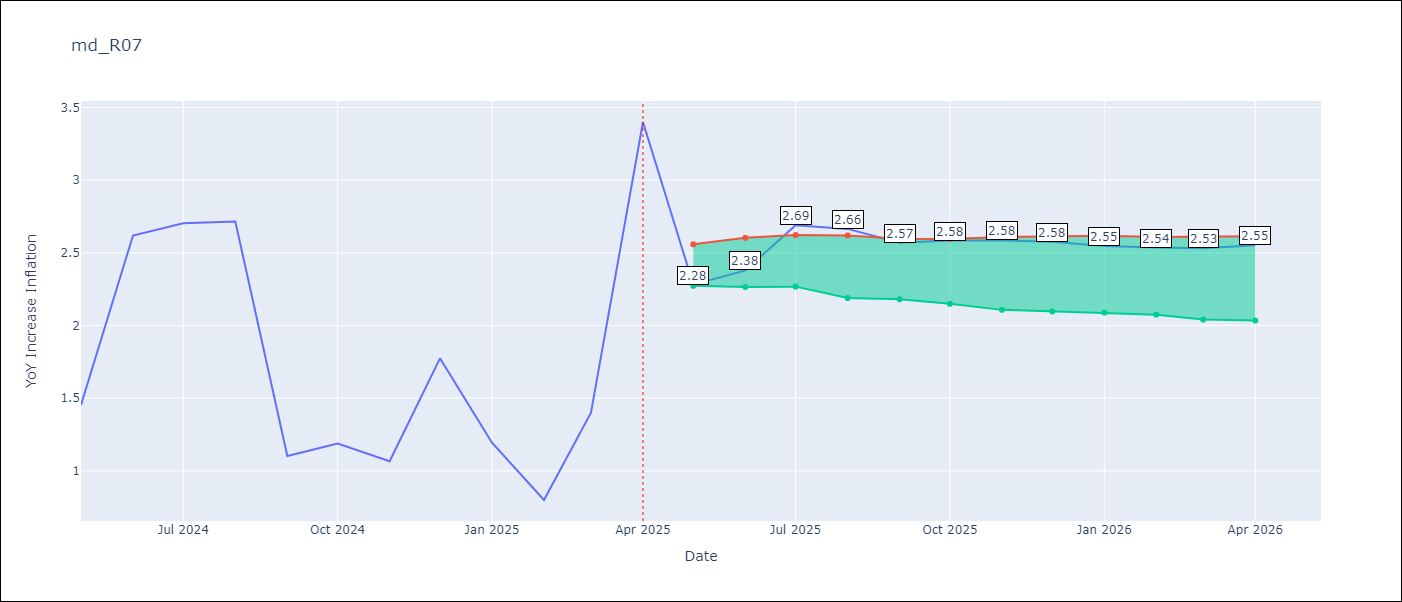 md_R07
3.5
3
2.5
2
1.5
1
YoY Increase Inflation
2.28
2.38
2.69
2.66
2.57
2.58
2.58
2.58
2.55
2.54
2.53
2.55
Jul 2024
Oct 2024
Jan 2025
Apr 2025
Jul 2025
Oct 2025
Jan 2026
Apr 2026
Date